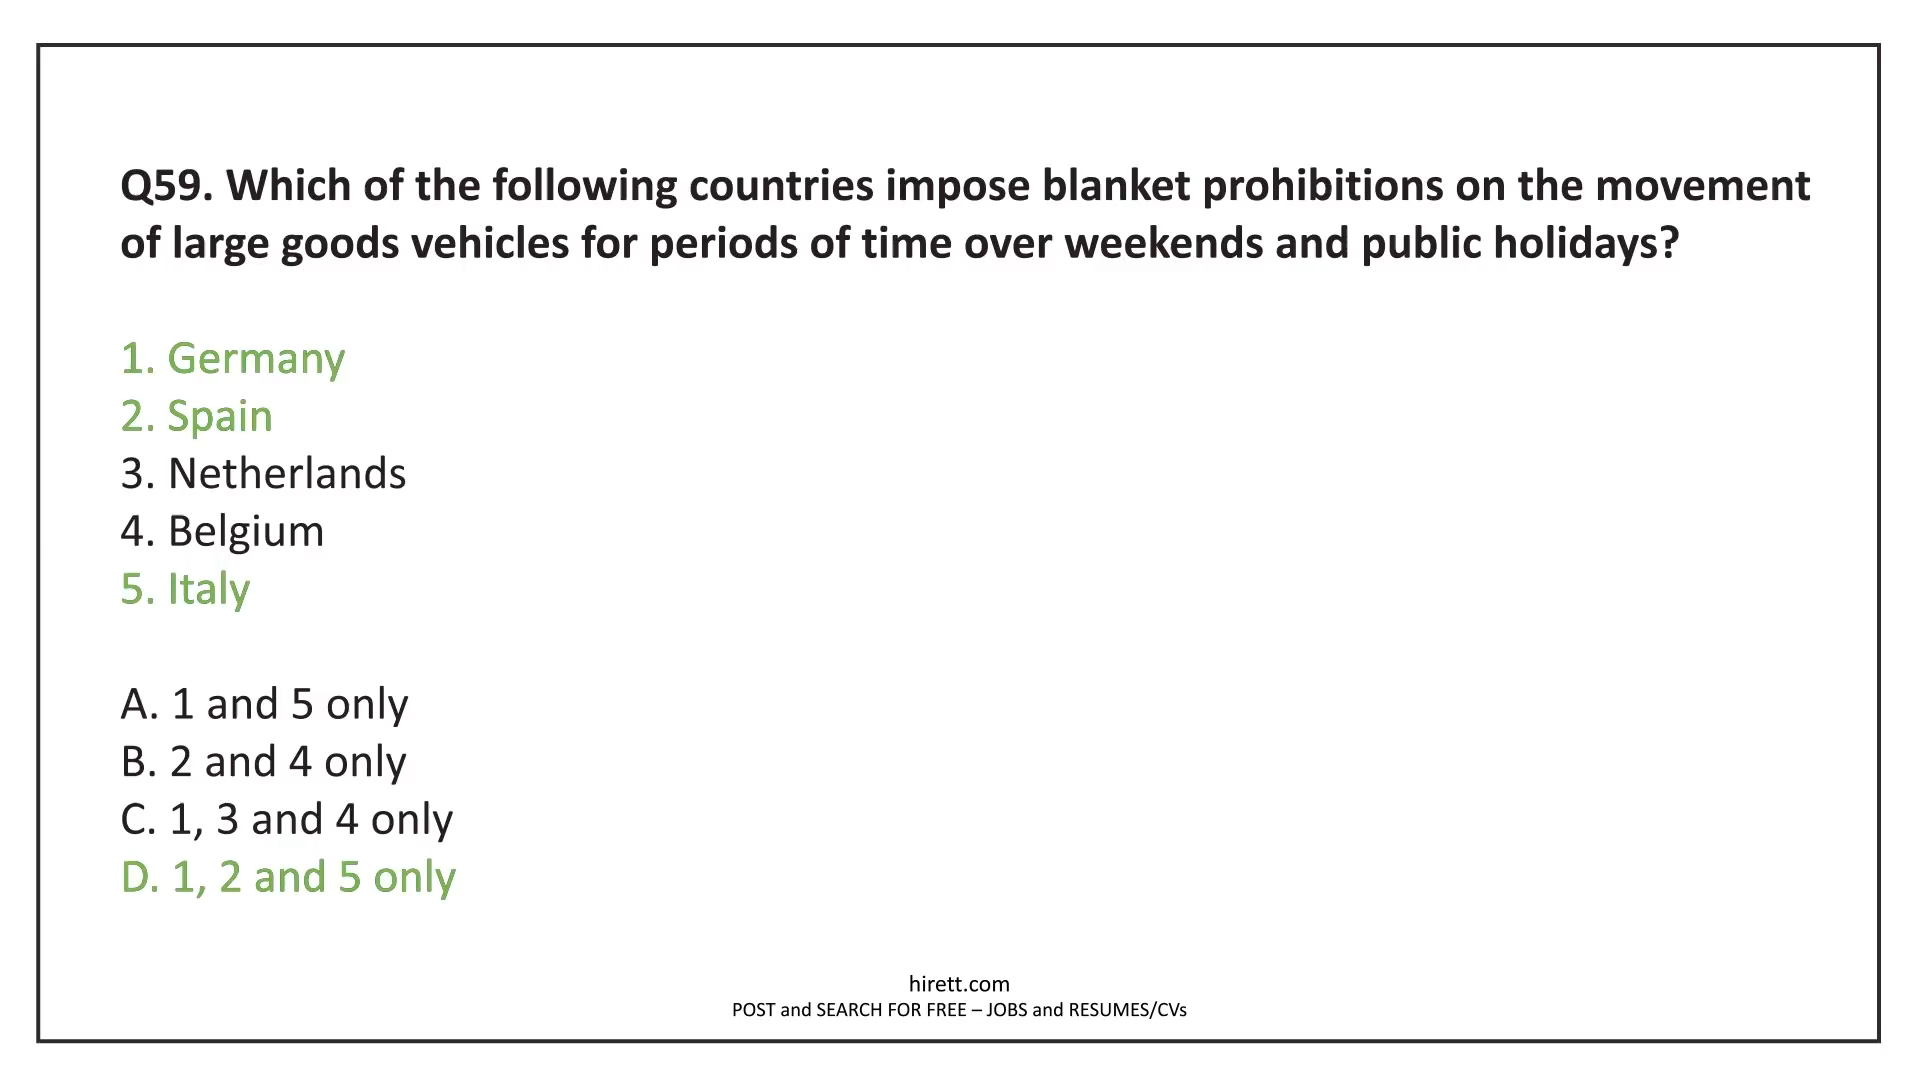 Q59. Which of the following countries impose blanket prohibitions on the movement
of large goods vehicles for periods of time over weekends and public holidays?
1. Germany
2. Spain
3. Netherlands
4. Belgium
5. Italy
A. 1 and 5 only
B. 2 and 4 only
C. 1, 3 and 4 only
D. 1, 2 and 5 only
hirett.com
POST and SEARCH FOR FREE – JOBS and RESUMES/CVs